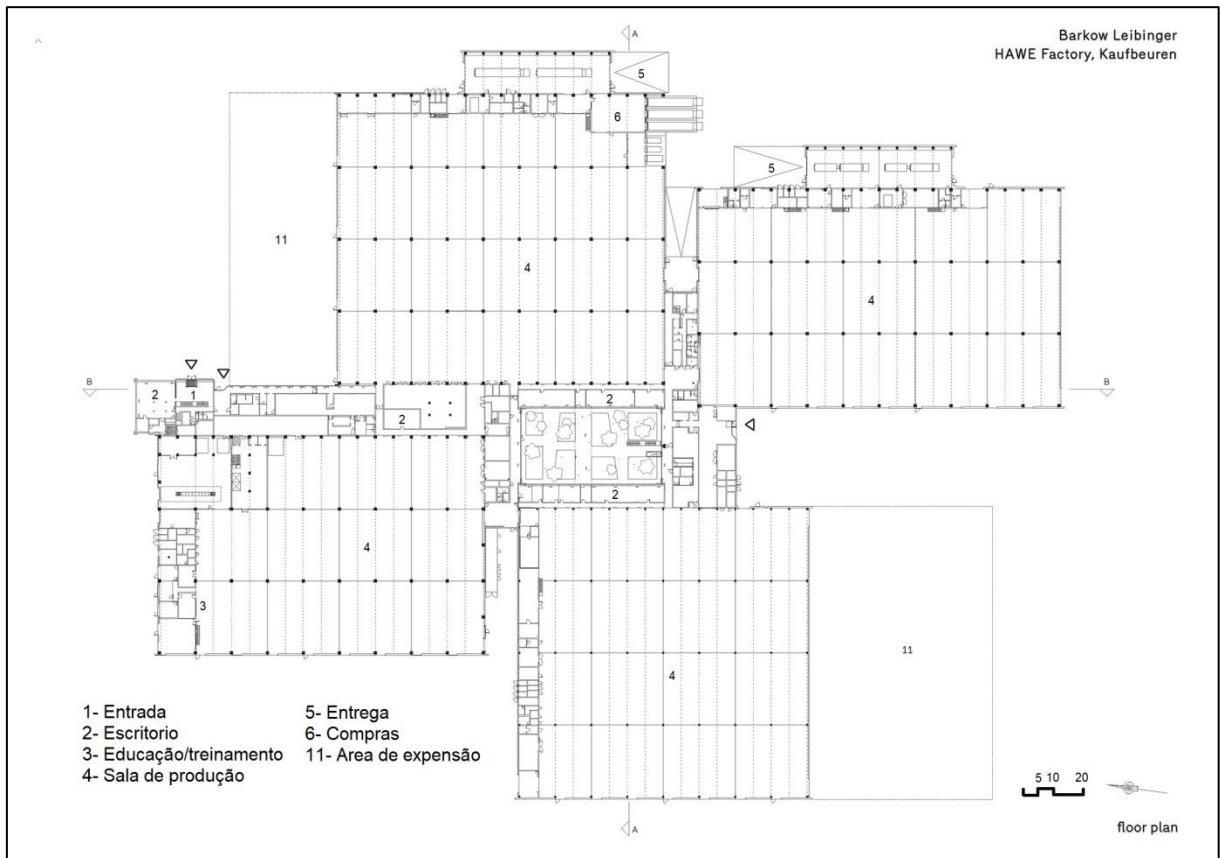 Barkow Leibinger
HAWE Factory, Kaufbeuren
A
5
6
5
11
4
4
B
2
1
2
2
B
2
4
3
4
11
1- Entrada
2- Escritorio
3- Educação/treinamento
4- Sala de produção
5- Entrega
6- Compras
11- Area de expensão
5 10 20
A
floor plan